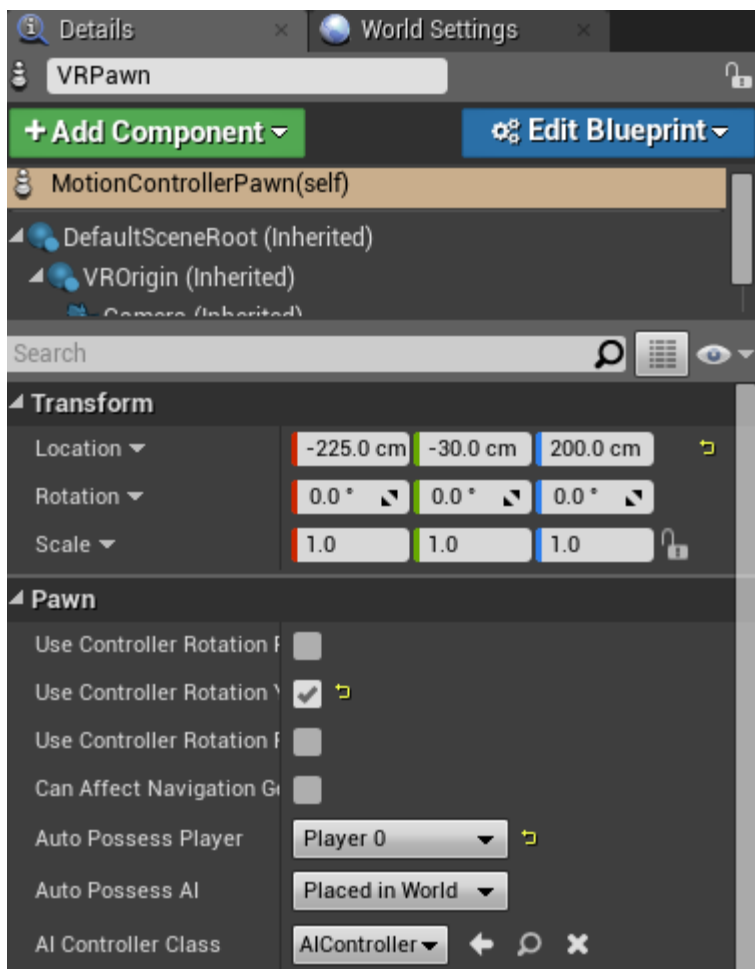 Details
World Settings
VRPawn
+ Add Component
Edit Blueprint
MotionControllerPawn(self)
DefaultSceneRoot (Inherited)
VROrigin (Inherited)
Camera (Inherited)
Search
Transform
Location -225.0 cm -30.0 cm 200.0 cm
Rotation 0.0 ° 0.0 ° 0.0 °
Scale 1.0 1.0 1.0
Pawn
Use Controller Rotation
Use Controller Rotation
Use Controller Rotation
Can Affect Navigation
Auto Possess Player Player 0
Auto Possess AI Placed in World
AI Controller Class AIController